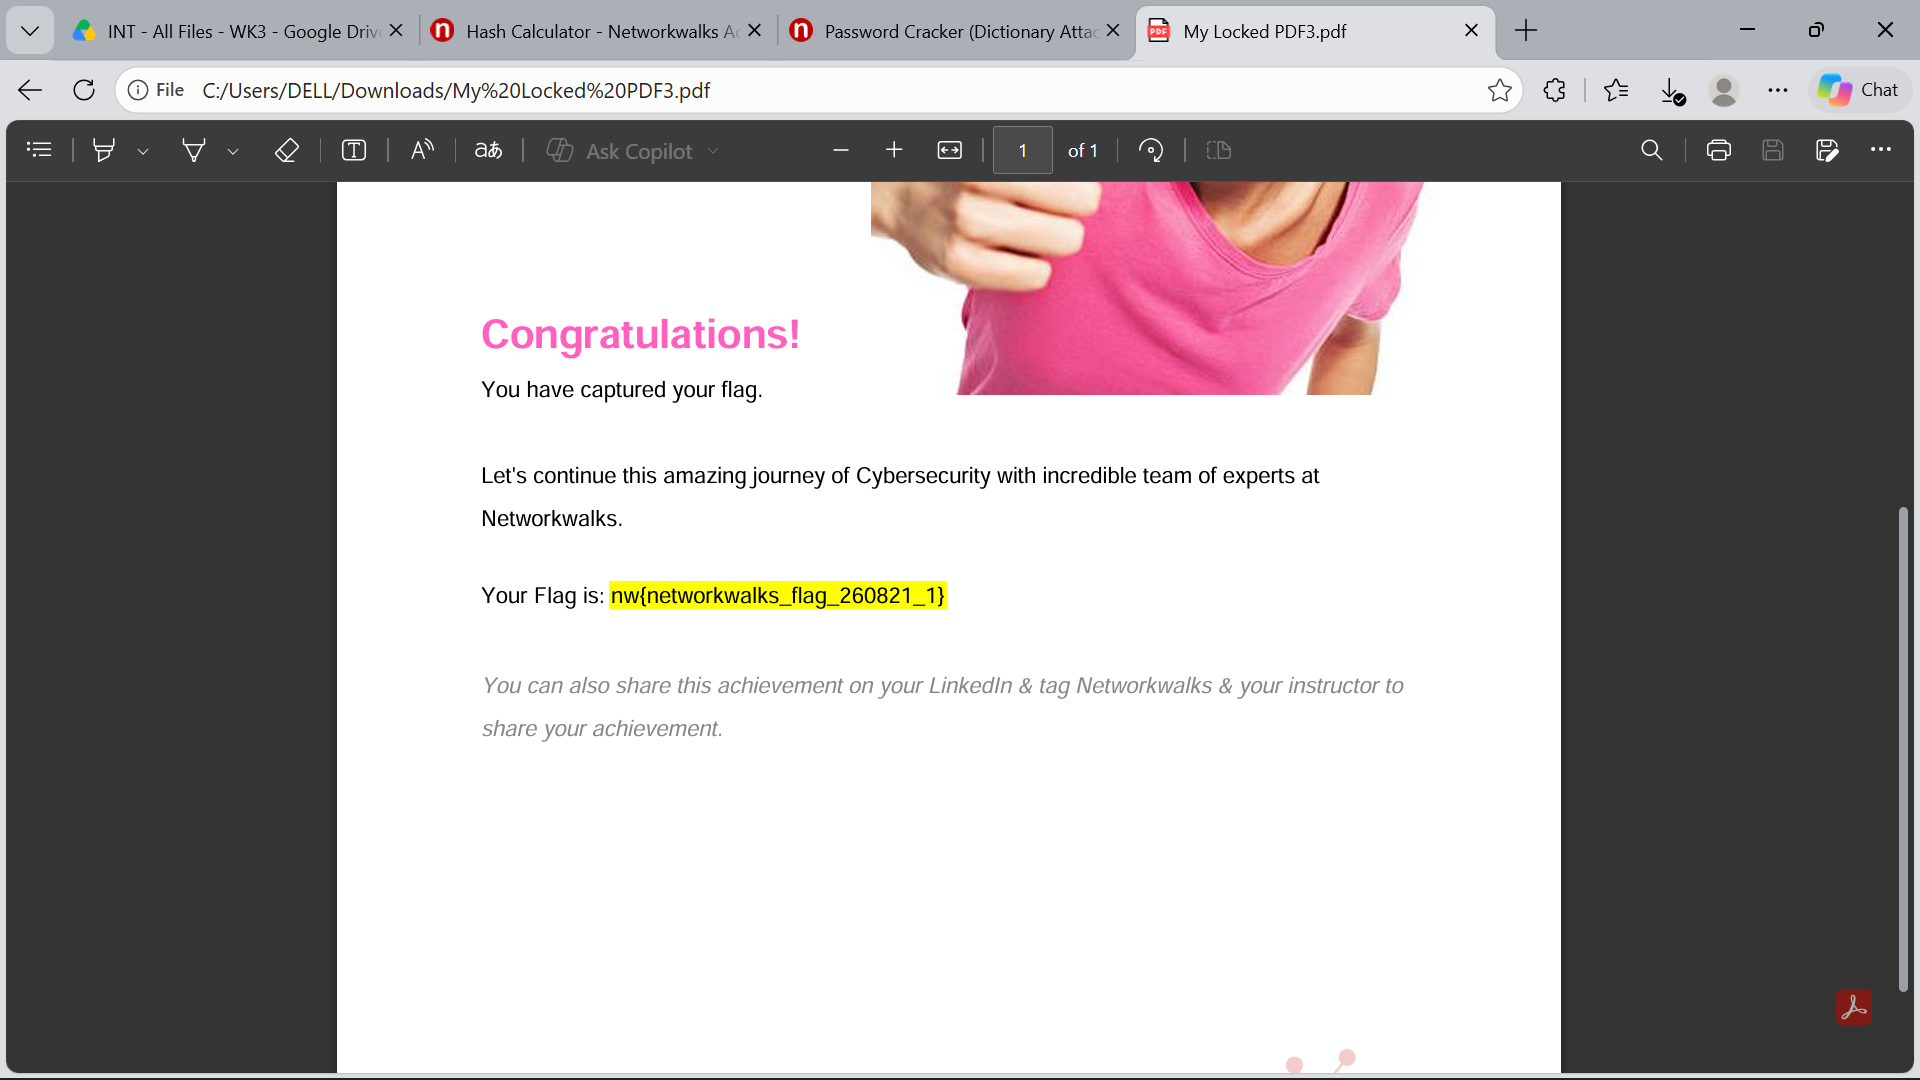 INT - All Files - WK3 - Google Drive
Hash Calculator - Networkwalks Ac
Password Cracker (Dictionary Attac
My Locked PDF3.pdf
File C:/Users/DELL/Downloads/My%20Locked%20PDF3.pdf
Chat
Ask Copilot
1 of 1
Congratulations!
You have captured your flag.
Let's continue this amazing journey of Cybersecurity with incredible team of experts at
Networkwalks.
Your Flag is: nw{networkwalks_flag_260821_1}
You can also share this achievement on your LinkedIn & tag Networkwalks & your instructor to
share your achievement.